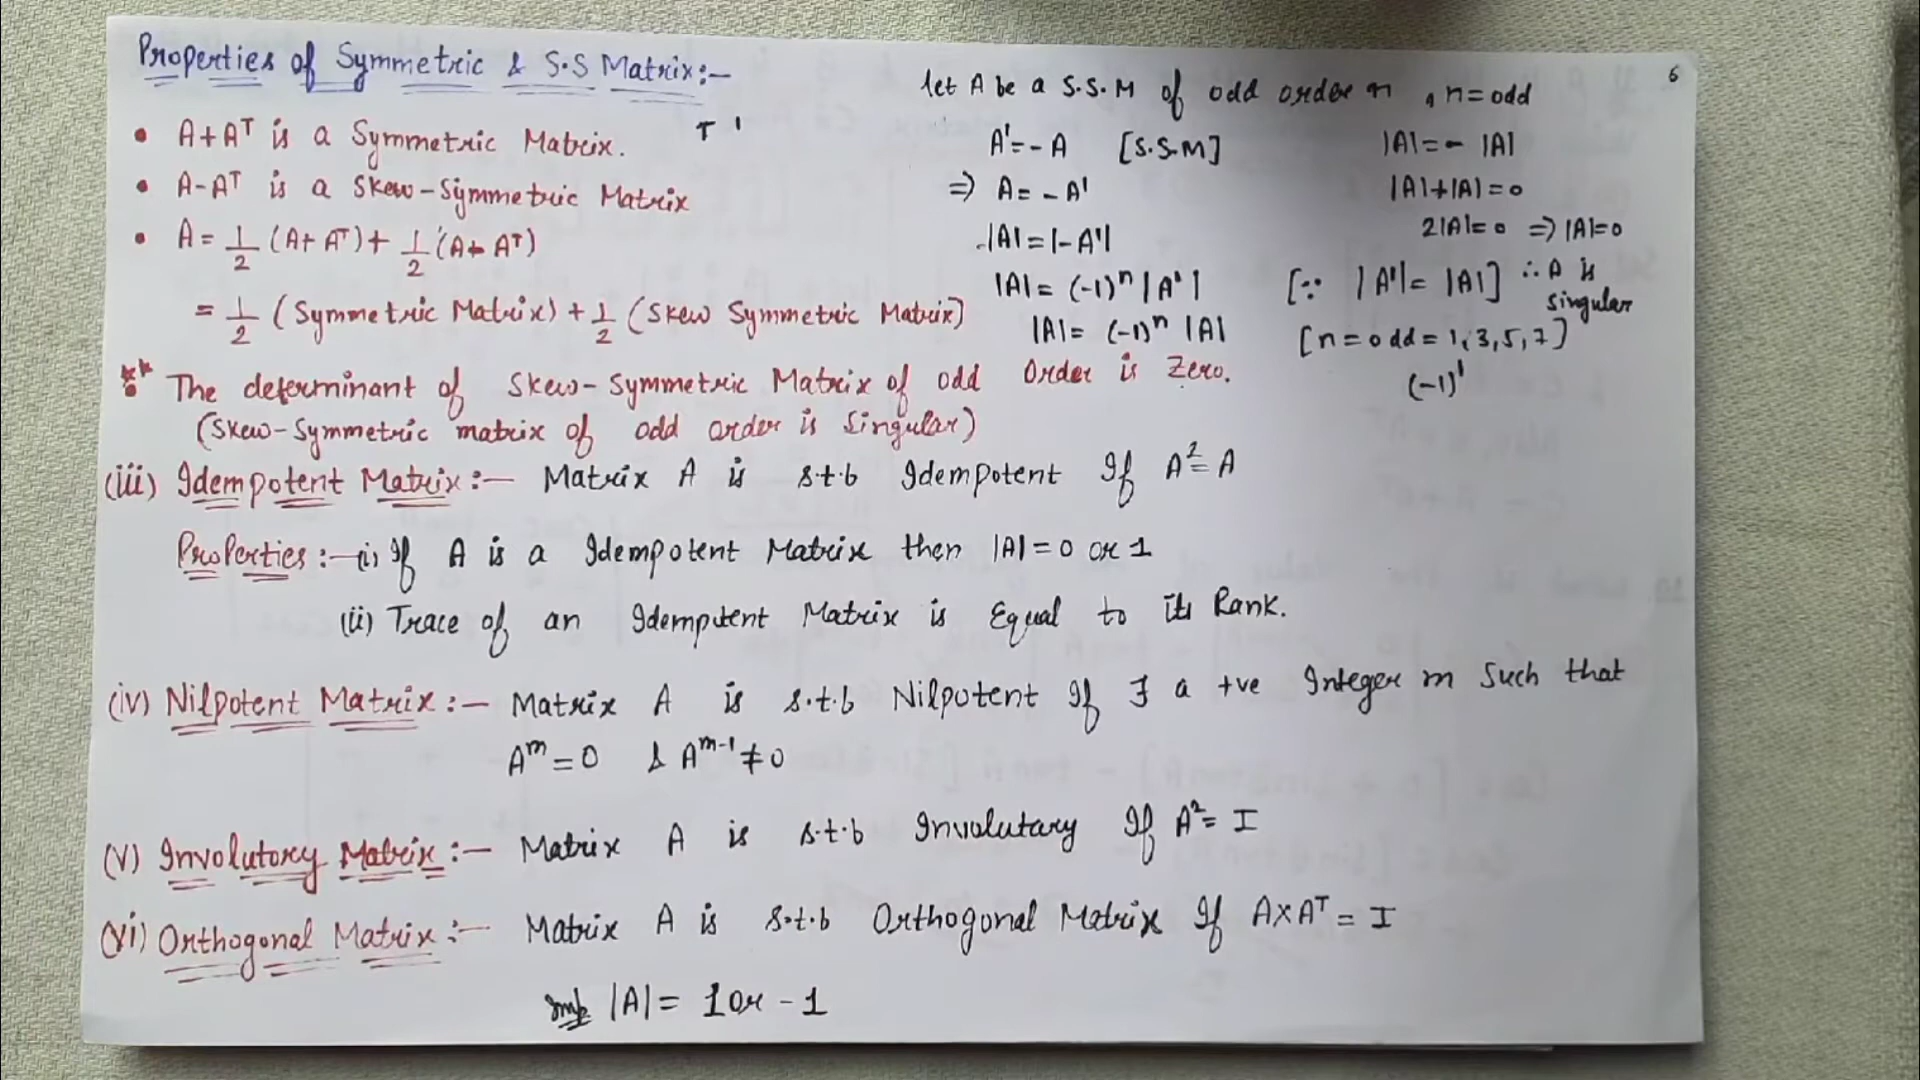 Properties of Symmetric & S.S Matrix:-
• A+Aᵀ is a Symmetric Matrix. T '
• A-Aᵀ is a Skew-Symmetric Matrix
• A = 1/2 (A+Aᵀ) + 1/2 (A-Aᵀ)
= 1/2 (Symmetric Matrix) + 1/2 (Skew Symmetric Matrix)
** The determinant of Skew-Symmetric Matrix of odd Order is Zero.
(Skew-Symmetric matrix of odd order is Singular)
6
let A be a S.S.M of odd order n , n=odd
A' = -A [S.S.M]
=> A = -A'
|A| = |-A'|
|A| = (-1)ⁿ |A'| [∵ |A'| = |A|]
|A| = (-1)ⁿ |A| [n=odd=1,3,5,7]
(-1)¹
|A| = - |A|
|A|+|A|=0
2|A|=0 => |A|=0
∴ A is
singular
(iii) Idempotent Matrix:- Matrix A is s.t.b Idempotent If A²=A
Properties:- (i) If A is a Idempotent Matrix then |A|=0 or 1
(ii) Trace of an Idempotent Matrix is Equal to its Rank.
(iv) Nilpotent Matrix:- Matrix A is s.t.b Nilpotent If ∃ a +ve Integer m Such that
Aᵐ=0 & Aᵐ⁻¹≠0
(v) Involutory Matrix:- Matrix A is s.t.b Involutary If A²=I
(vi) Orthogonal Matrix:- Matrix A is s.t.b Orthogonal Matrix If A×Aᵀ = I
Imp |A| = 1 or -1